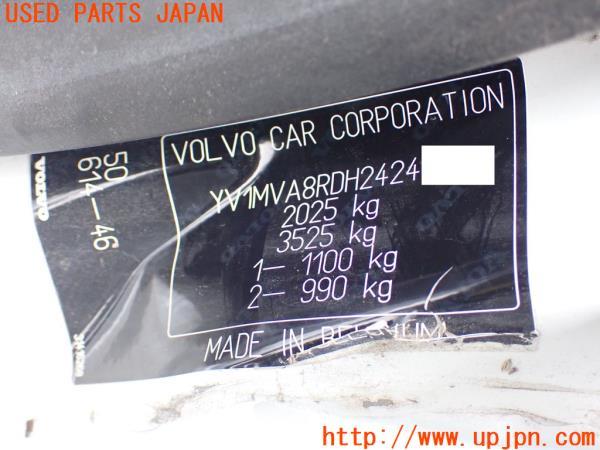 USED PARTS JAPAN
VOLVO CAR CORPORATION
YV1MVA8RDH2424
2025 kg
3525 kg
1— 1100 kg
2— 990 kg
MADE IN BELGIUM
50
614—46
VOLVO
http://www.upjpn.com/